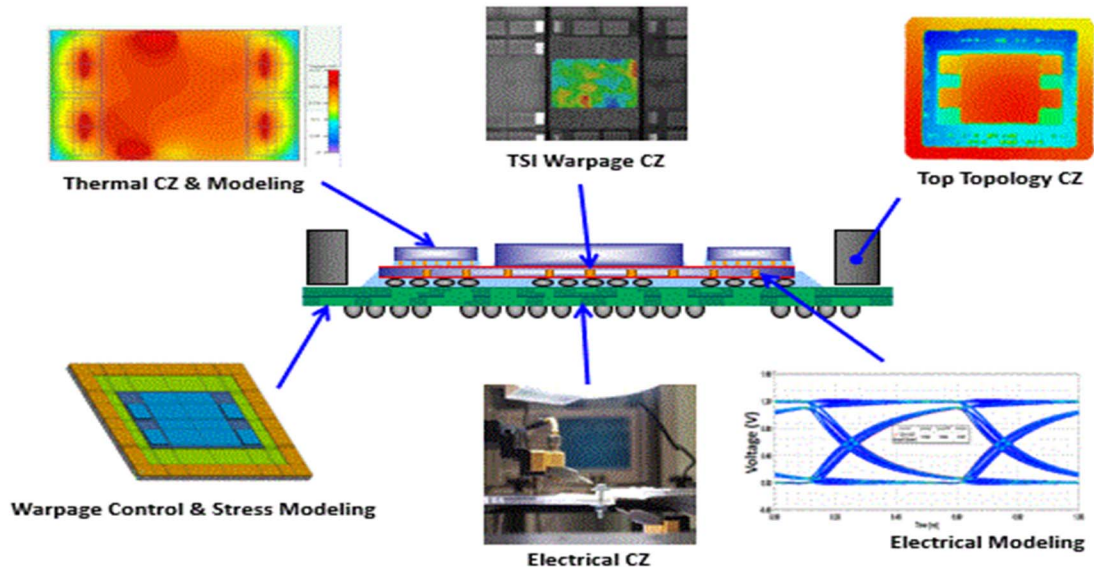 Thermal CZ & Modeling
TSI Warpage CZ
Top Topology CZ
Warpage Control & Stress Modeling
Electrical CZ
Voltage (V)
Electrical Modeling